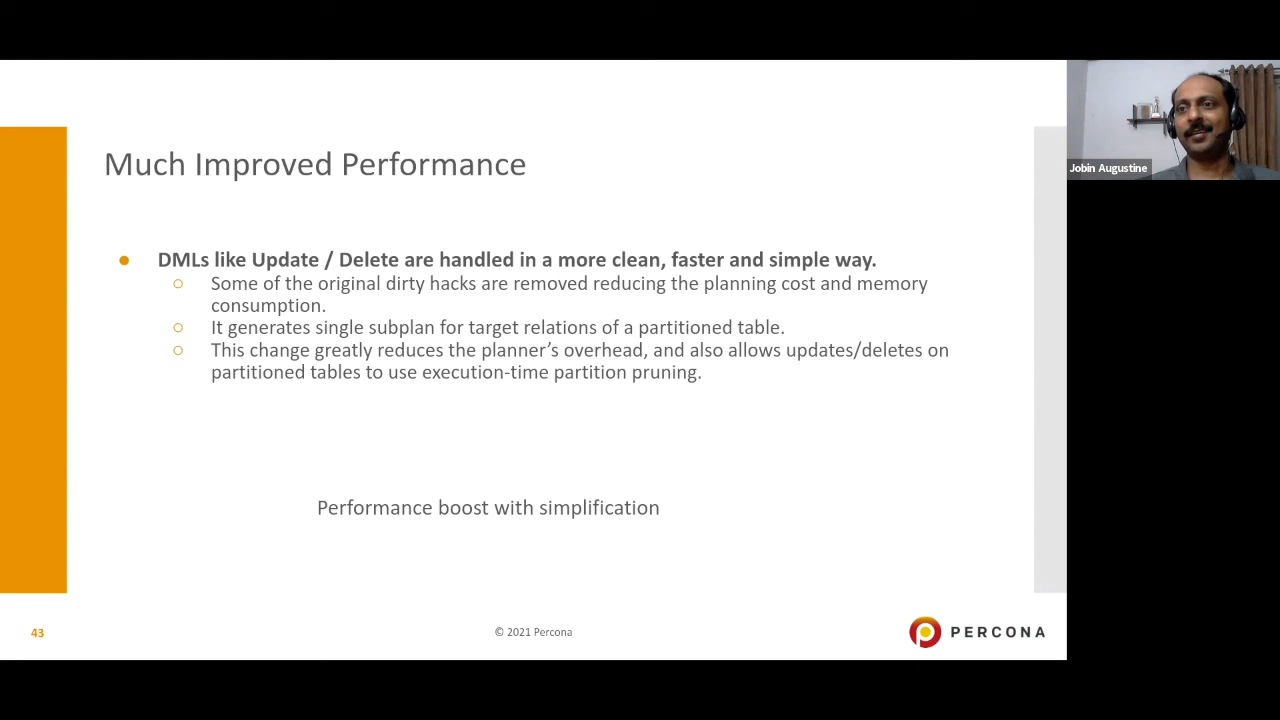 Much Improved Performance
● DMLs like Update / Delete are handled in a more clean, faster and simple way.
○ Some of the original dirty hacks are removed reducing the planning cost and memory
consumption.
○ It generates single subplan for target relations of a partitioned table.
○ This change greatly reduces the planner’s overhead, and also allows updates/deletes on
partitioned tables to use execution-time partition pruning.
Performance boost with simplification
43
© 2021 Percona
PERCONA
Jobin Augustine